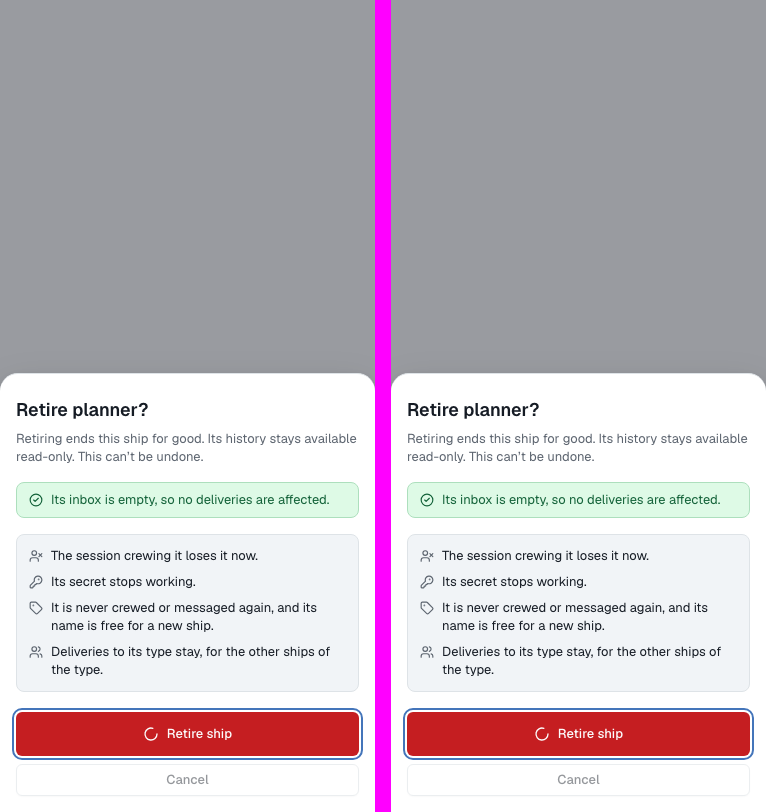 Retire planner?
Retiring ends this ship for good. Its history stays available
read-only. This can't be undone.
Its inbox is empty, so no deliveries are affected.
The session crewing it loses it now.
Its secret stops working.
It is never crewed or messaged again, and its
name is free for a new ship.
Deliveries to its type stay, for the other ships of
the type.
Retire ship
Cancel
Retire planner?
Retiring ends this ship for good. Its history stays available
read-only. This can't be undone.
Its inbox is empty, so no deliveries are affected.
The session crewing it loses it now.
Its secret stops working.
It is never crewed or messaged again, and its
name is free for a new ship.
Deliveries to its type stay, for the other ships of
the type.
Retire ship
Cancel